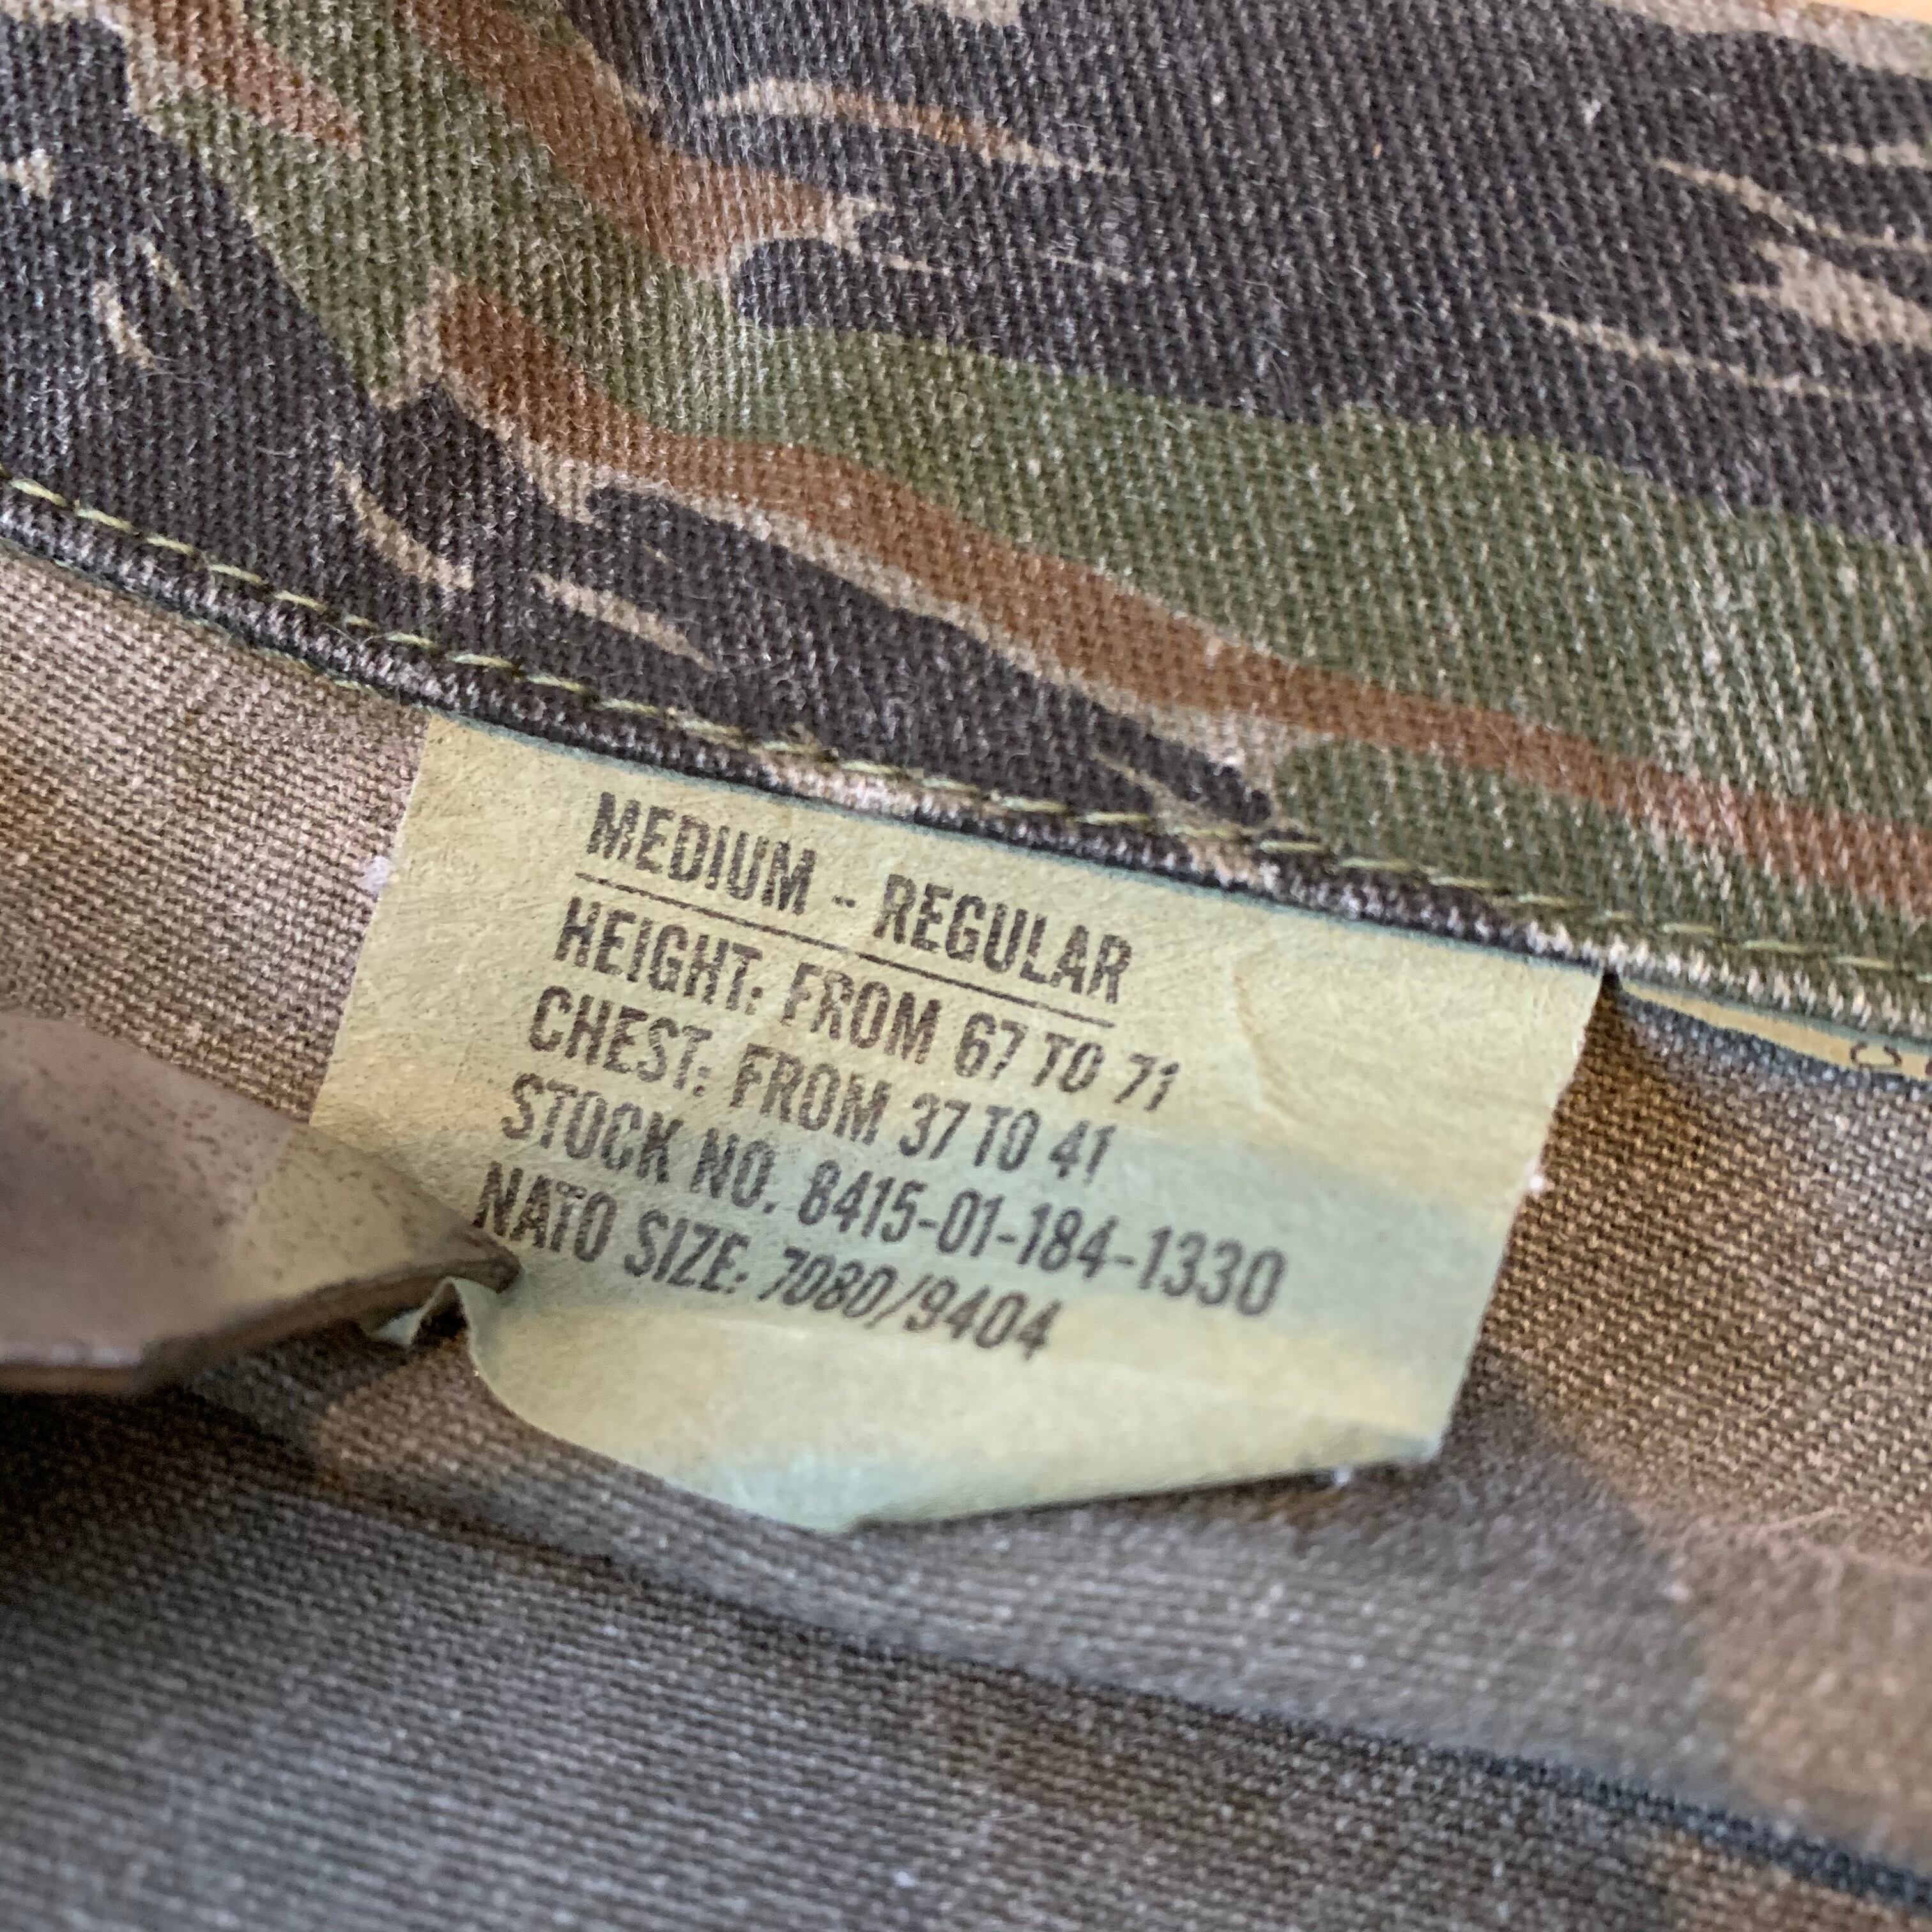 MEDIUM - REGULAR
HEIGHT: FROM 67 TO 71
CHEST: FROM 37 TO 41
STOCK NO. 8415-01-184-1330
NATO SIZE: 7080/9404